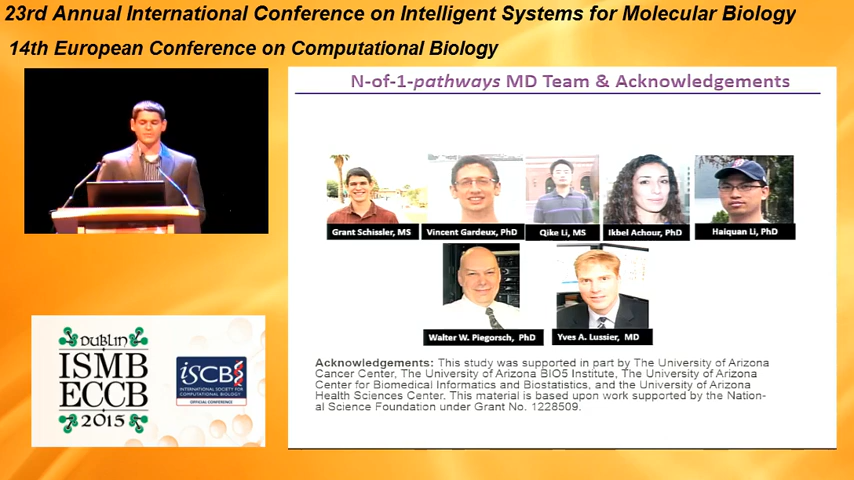 23rd Annual International Conference on Intelligent Systems for Molecular Biology
14th European Conference on Computational Biology
N-of-1-pathways MD Team & Acknowledgements
Grant Schissler, MS
Vincent Gardeux, PhD
Qike Li, MS
Ikbel Achour, PhD
Haiquan Li, PhD
Walter W. Piegorsch, PhD
Yves A. Lussier, MD
Acknowledgements: This study was supported in part by The University of Arizona
Cancer Center, The University of Arizona BIO5 Institute, The University of Arizona
Center for Biomedical Informatics and Biostatistics, and the University of Arizona
Health Sciences Center. This material is based upon work supported by the Nation-
al Science Foundation under Grant No. 1228509.
DUBLIN
ISMB
ECCB
2015
ISCB
INTERNATIONAL SOCIETY FOR
COMPUTATIONAL BIOLOGY
OFFICIAL CONFERENCE